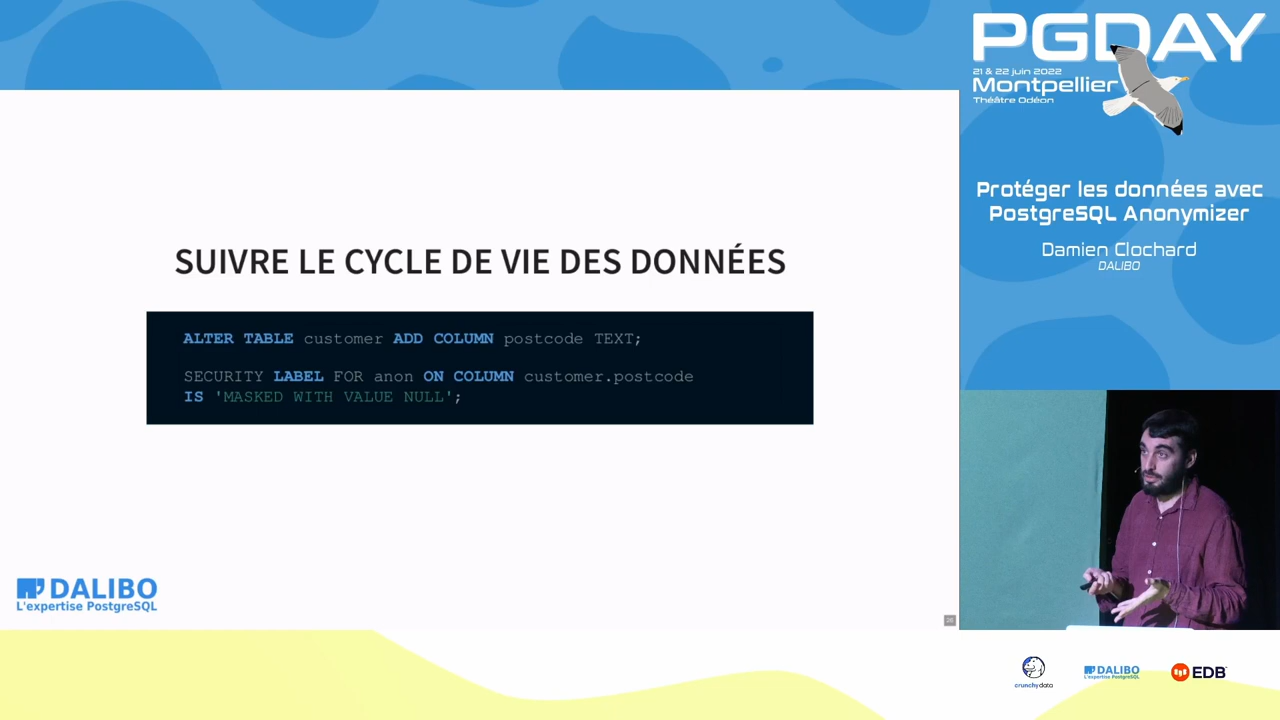 SUIVRE LE CYCLE DE VIE DES DONNÉES
ALTER TABLE customer ADD COLUMN postcode TEXT;
SECURITY LABEL FOR anon ON COLUMN customer.postcode
IS 'MASKED WITH VALUE NULL';
DALIBO
L'expertise PostgreSQL
PGDAY
21 & 22 juin 2022
Montpellier
Théâtre Odéon
Protéger les données avec
PostgreSQL Anonymizer
Damien Clochard
DALIBO
crunchydata
DALIBO
L'expertise PostgreSQL
EDB